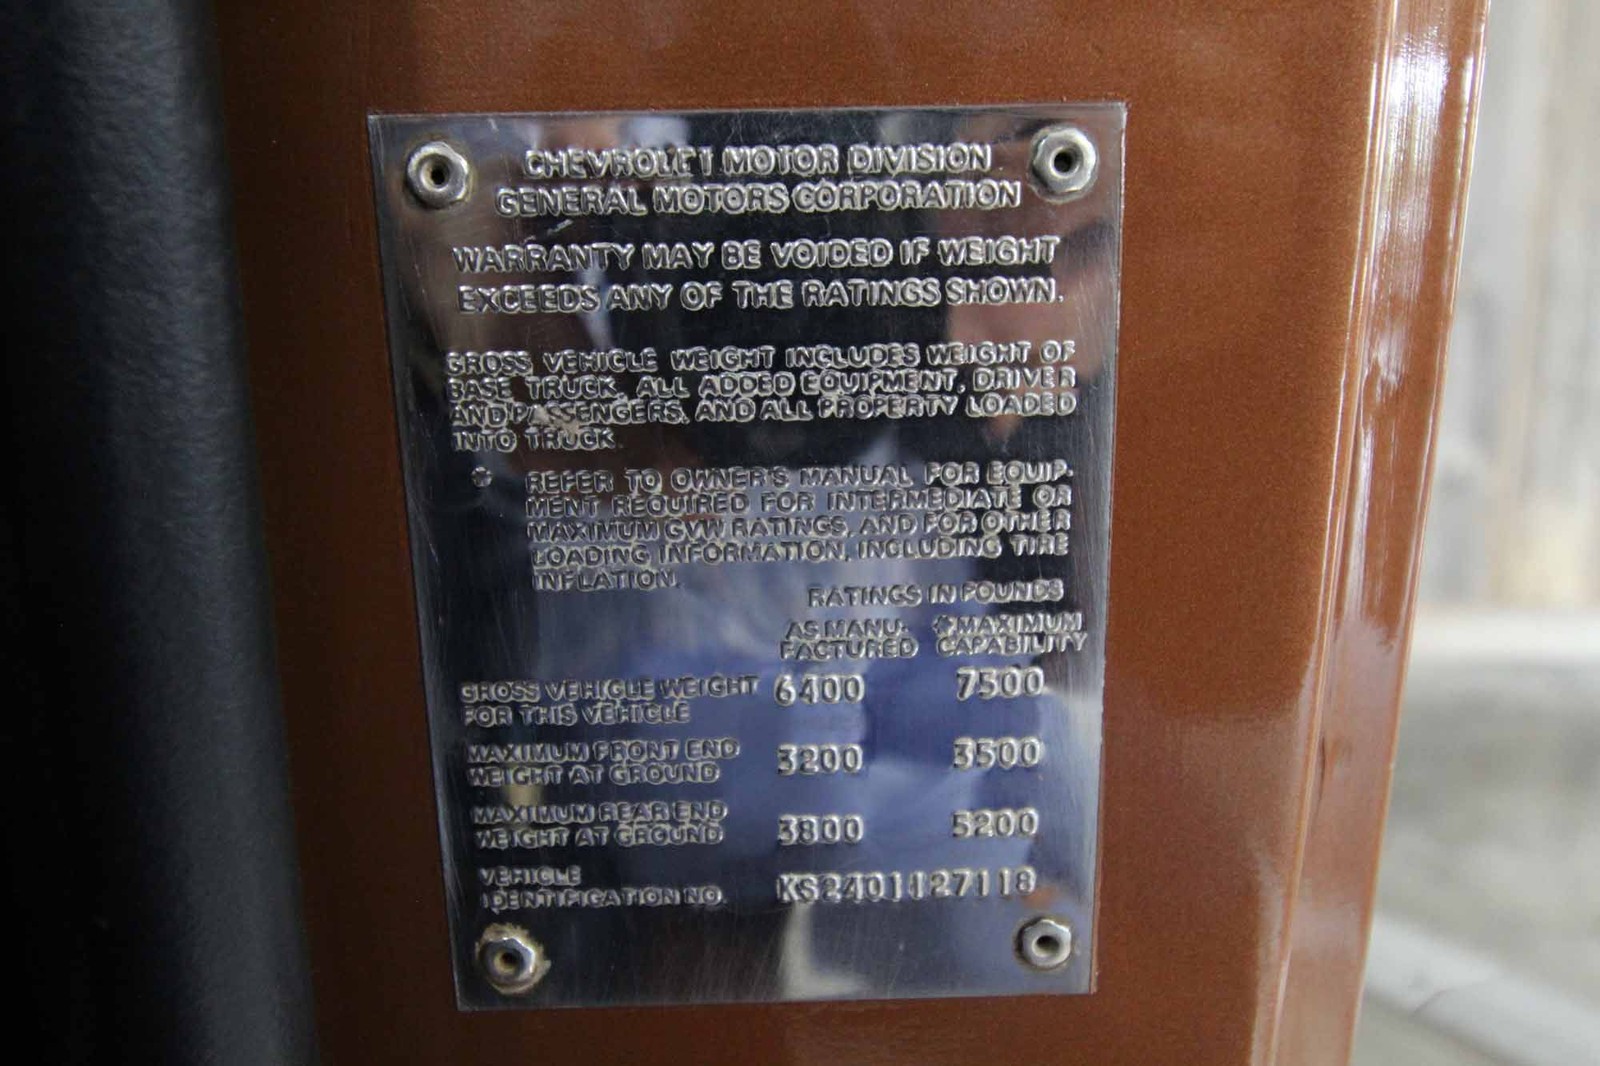 CHEVROLET MOTOR DIVISION
GENERAL MOTORS CORPORATION
WARRANTY MAY BE VOIDED IF WEIGHT
EXCEEDS ANY OF THE RATINGS SHOWN.
GROSS VEHICLE WEIGHT INCLUDES WEIGHT OF
BASE TRUCK, ALL ADDED EQUIPMENT, DRIVER
AND PASSENGERS, AND ALL PROPERTY LOADED
INTO TRUCK.
* REFER TO OWNER'S MANUAL FOR EQUIP-
MENT REQUIRED FOR INTERMEDIATE OR
MAXIMUM GVW RATINGS, AND FOR OTHER
LOADING INFORMATION, INCLUDING TIRE
INFLATION.
RATINGS IN POUNDS
AS MANU- *MAXIMUM
FACTURED CAPABILITY
GROSS VEHICLE WEIGHT 6400 7500
FOR THIS VEHICLE
MAXIMUM FRONT END 3200 3500
WEIGHT AT GROUND
MAXIMUM REAR END 3800 5200
WEIGHT AT GROUND
VEHICLE
IDENTIFICATION NO. KS2401127118